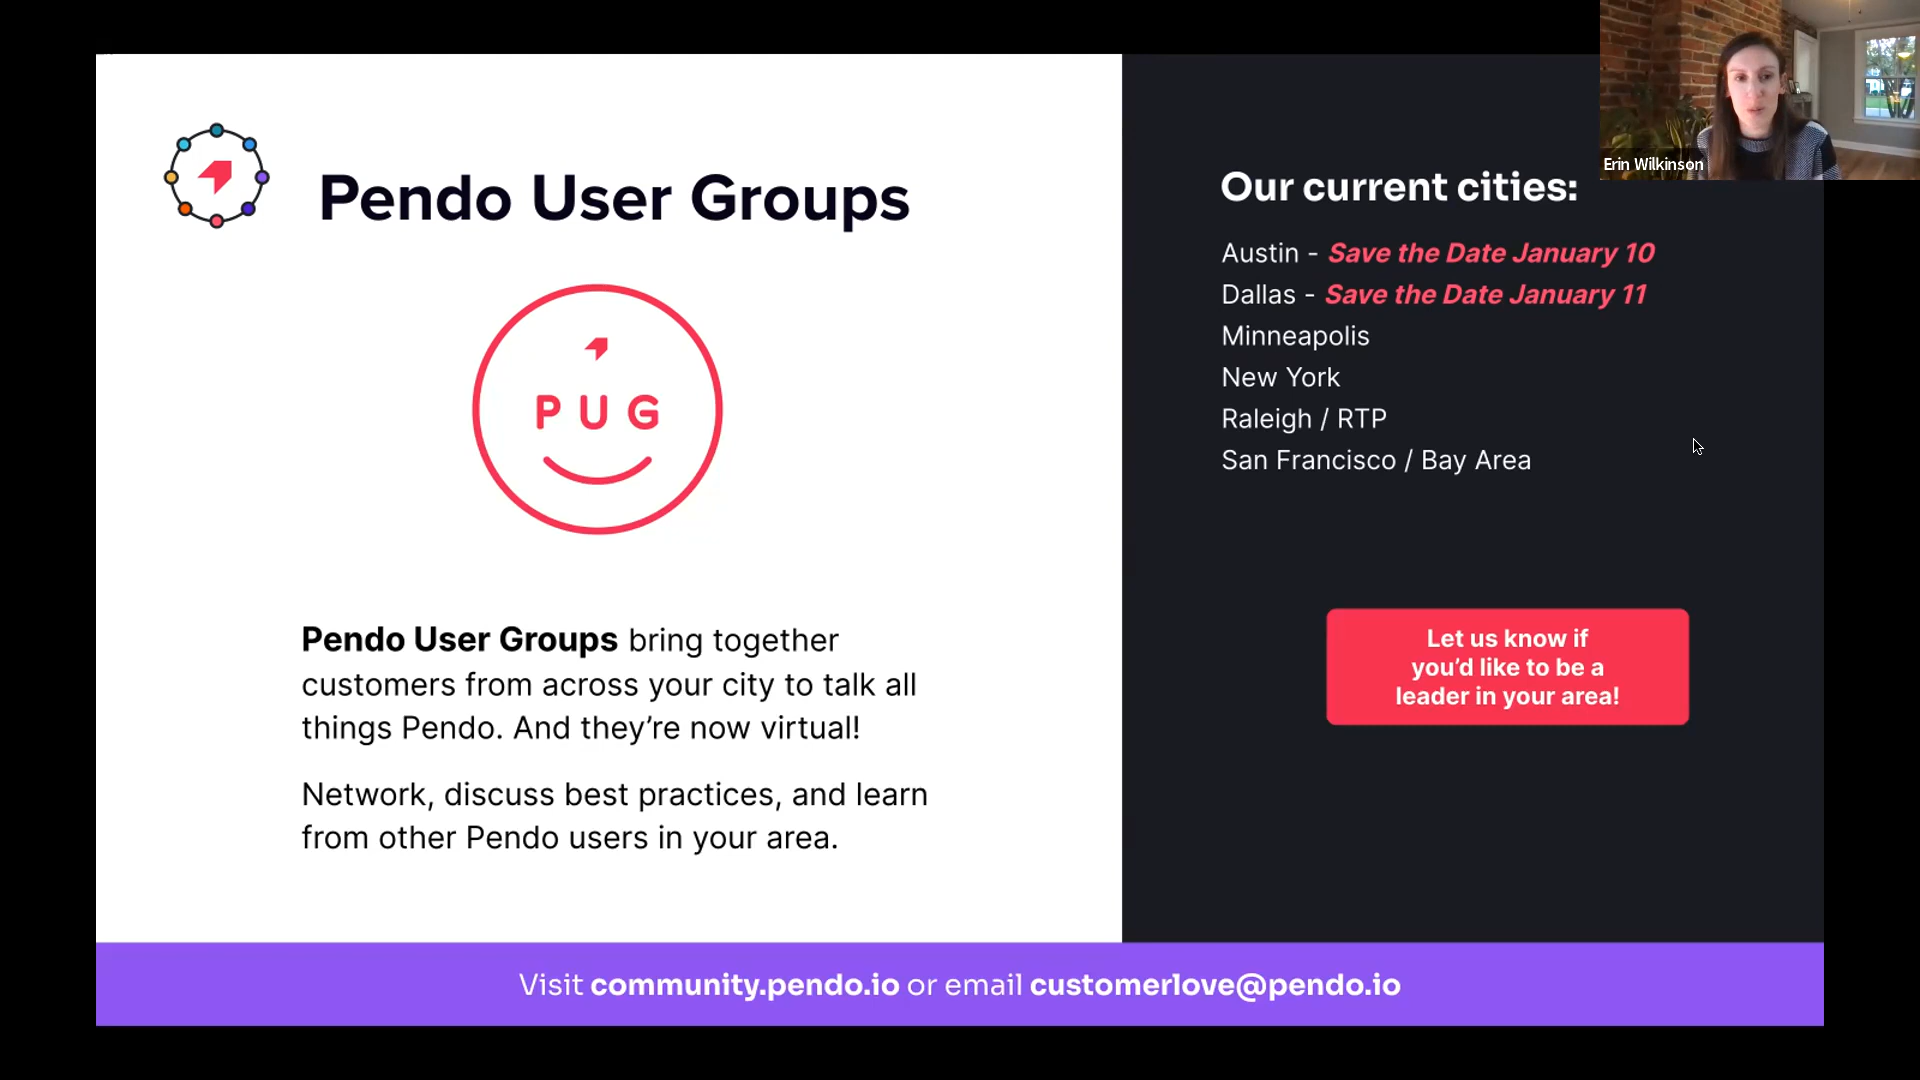 Pendo User Groups
PUG
Pendo User Groups bring together
customers from across your city to talk all
things Pendo. And they’re now virtual!
Network, discuss best practices, and learn
from other Pendo users in your area.
Our current cities:
Austin - Save the Date January 10
Dallas - Save the Date January 11
Minneapolis
New York
Raleigh / RTP
San Francisco / Bay Area
Let us know if
you’d like to be a
leader in your area!
Visit community.pendo.io or email customerlove@pendo.io
Erin Wilkinson